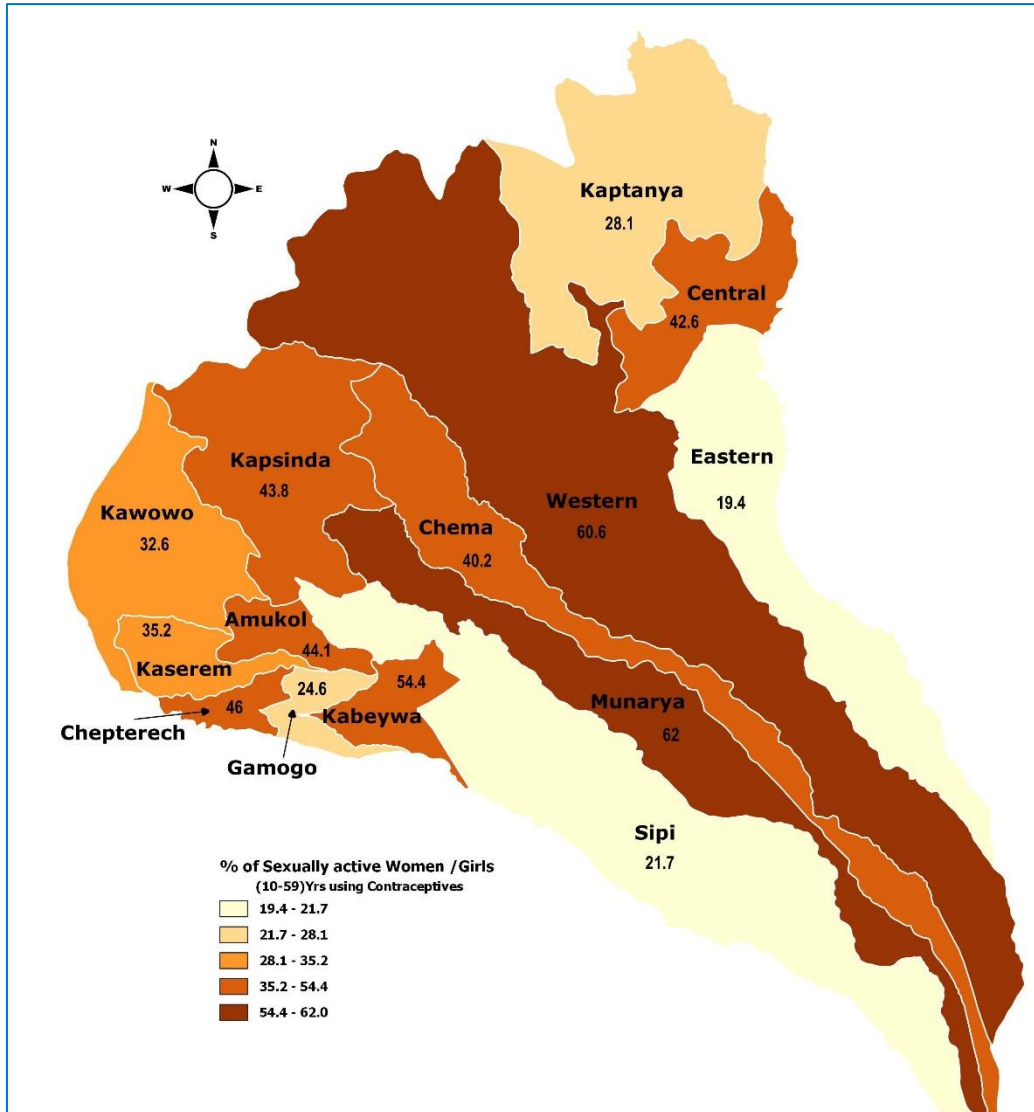 N
W
E
S
Kaptanya
28.1
Central
42.6
Eastern
19.4
Kapsinda
43.8
Western
60.6
Kawowo
32.6
Chema
40.2
Amukol
44.1
35.2
Kaserem
54.4
Kabeywa
24.6
46
Chepterech
Gamogo
Munarya
62
Sipi
21.7
% of Sexually active Women /Girls
(10-59)Yrs using Contraceptives
19.4 - 21.7
21.7 - 28.1
28.1 - 35.2
35.2 - 54.4
54.4 - 62.0